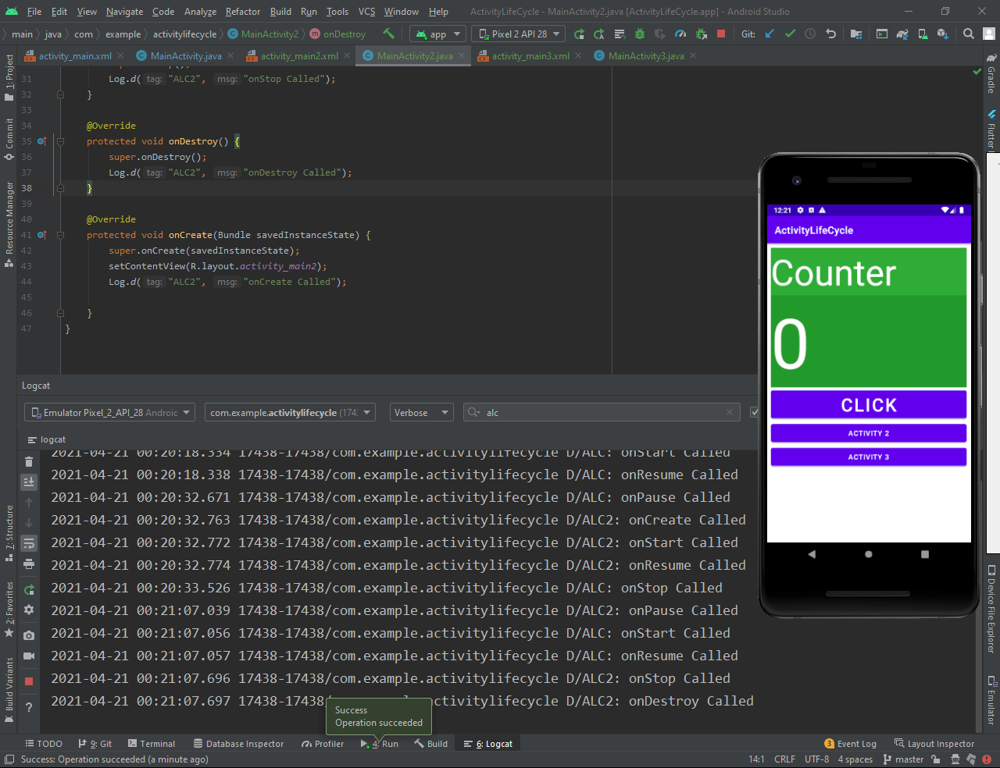 File Edit View Navigate Code Analyze Refactor Build Run Tools VCS Window Help ActivityLifeCycle - MainActivity2.java [ActivityLifeCycle.app] - Android Studio
main java com example activitylifecycle MainActivity2 onDestroy app Pixel 2 API 28 Git:
activity_main.xml MainActivity.java activity_main2.xml MainActivity2.java activity_main3.xml MainActivity3.java
31 Log.d( tag: "ALC2", msg: "onStop Called");
32 }
33
34 @Override
35 protected void onDestroy() {
36 super.onDestroy();
37 Log.d( tag: "ALC2", msg: "onDestroy Called");
38 }
39
40 @Override
41 protected void onCreate(Bundle savedInstanceState) {
42 super.onCreate(savedInstanceState);
43 setContentView(R.layout.activity_main2);
44 Log.d( tag: "ALC2", msg: "onCreate Called");
45
46 }
47 }
1: Project
Commit
Resource Manager
7: Structure
2: Favorites
Build Variants
Gradle
Flutter
Device File Explorer
Emulator
12:21
ActivityLifeCycle
Counter
0
CLICK
ACTIVITY 2
ACTIVITY 3
Logcat
Emulator Pixel_2_API_28 Android com.example.activitylifecycle (174 Verbose alc
logcat
2021-04-21 00:20:18.334 17438-17438/com.example.activitylifecycle D/ALC: onStart Called
2021-04-21 00:20:18.338 17438-17438/com.example.activitylifecycle D/ALC: onResume Called
2021-04-21 00:20:32.671 17438-17438/com.example.activitylifecycle D/ALC: onPause Called
2021-04-21 00:20:32.763 17438-17438/com.example.activitylifecycle D/ALC2: onCreate Called
2021-04-21 00:20:32.772 17438-17438/com.example.activitylifecycle D/ALC2: onStart Called
2021-04-21 00:20:32.774 17438-17438/com.example.activitylifecycle D/ALC2: onResume Called
2021-04-21 00:20:33.526 17438-17438/com.example.activitylifecycle D/ALC: onStop Called
2021-04-21 00:21:07.039 17438-17438/com.example.activitylifecycle D/ALC2: onPause Called
2021-04-21 00:21:07.056 17438-17438/com.example.activitylifecycle D/ALC: onStart Called
2021-04-21 00:21:07.057 17438-17438/com.example.activitylifecycle D/ALC: onResume Called
2021-04-21 00:21:07.696 17438-17438/com.example.activitylifecycle D/ALC2: onStop Called
2021-04-21 00:21:07.697 17438-17438/com.example.activitylifecycle D/ALC2: onDestroy Called
Success
Operation succeeded
TODO 9: Git Terminal Database Inspector Profiler 4: Run Build 6: Logcat 3 Event Log Layout Inspector
Success: Operation succeeded (a minute ago) 14:1 CRLF UTF-8 4 spaces master